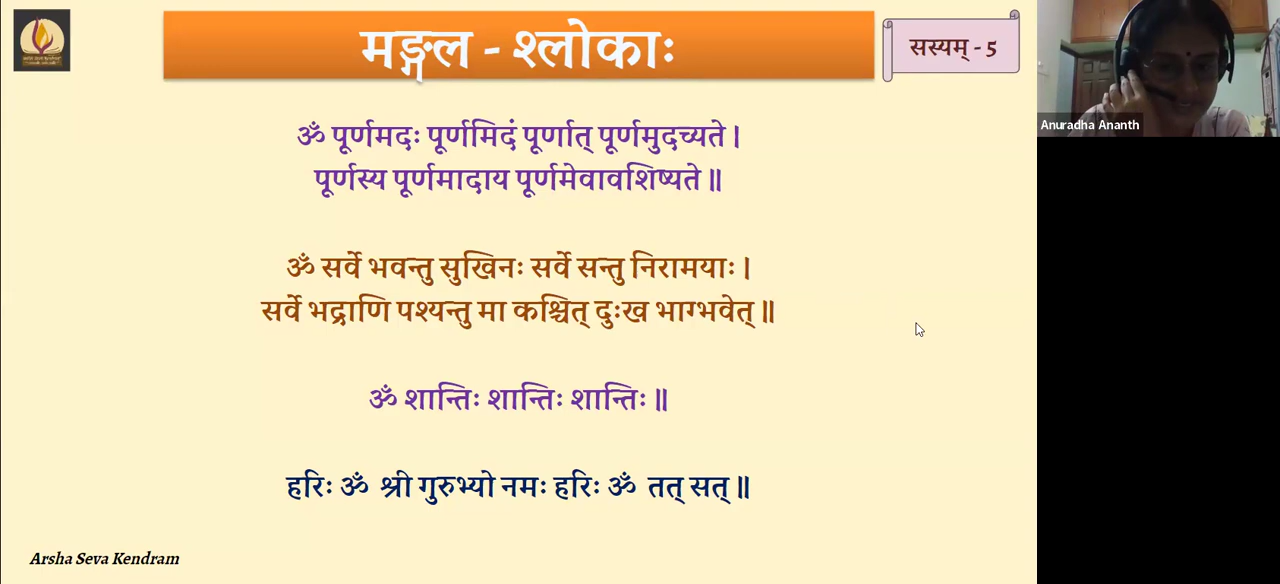 मङ्गल - श्लोकाः
सस्यम् - 5
Anuradha Ananth
ॐ पूर्णमदः पूर्णमिदं पूर्णात् पूर्णमुदच्यते।
पूर्णस्य पूर्णमादाय पूर्णमेवावशिष्यते॥
ॐ सर्वे भवन्तु सुखिनः सर्वे सन्तु निरामयाः।
सर्वे भद्राणि पश्यन्तु मा कश्चित् दुःख भाग्भवेत्॥
ॐ शान्तिः शान्तिः शान्तिः॥
हरिः ॐ श्री गुरुभ्यो नमः हरिः ॐ तत् सत्॥
Arsha Seva Kendram